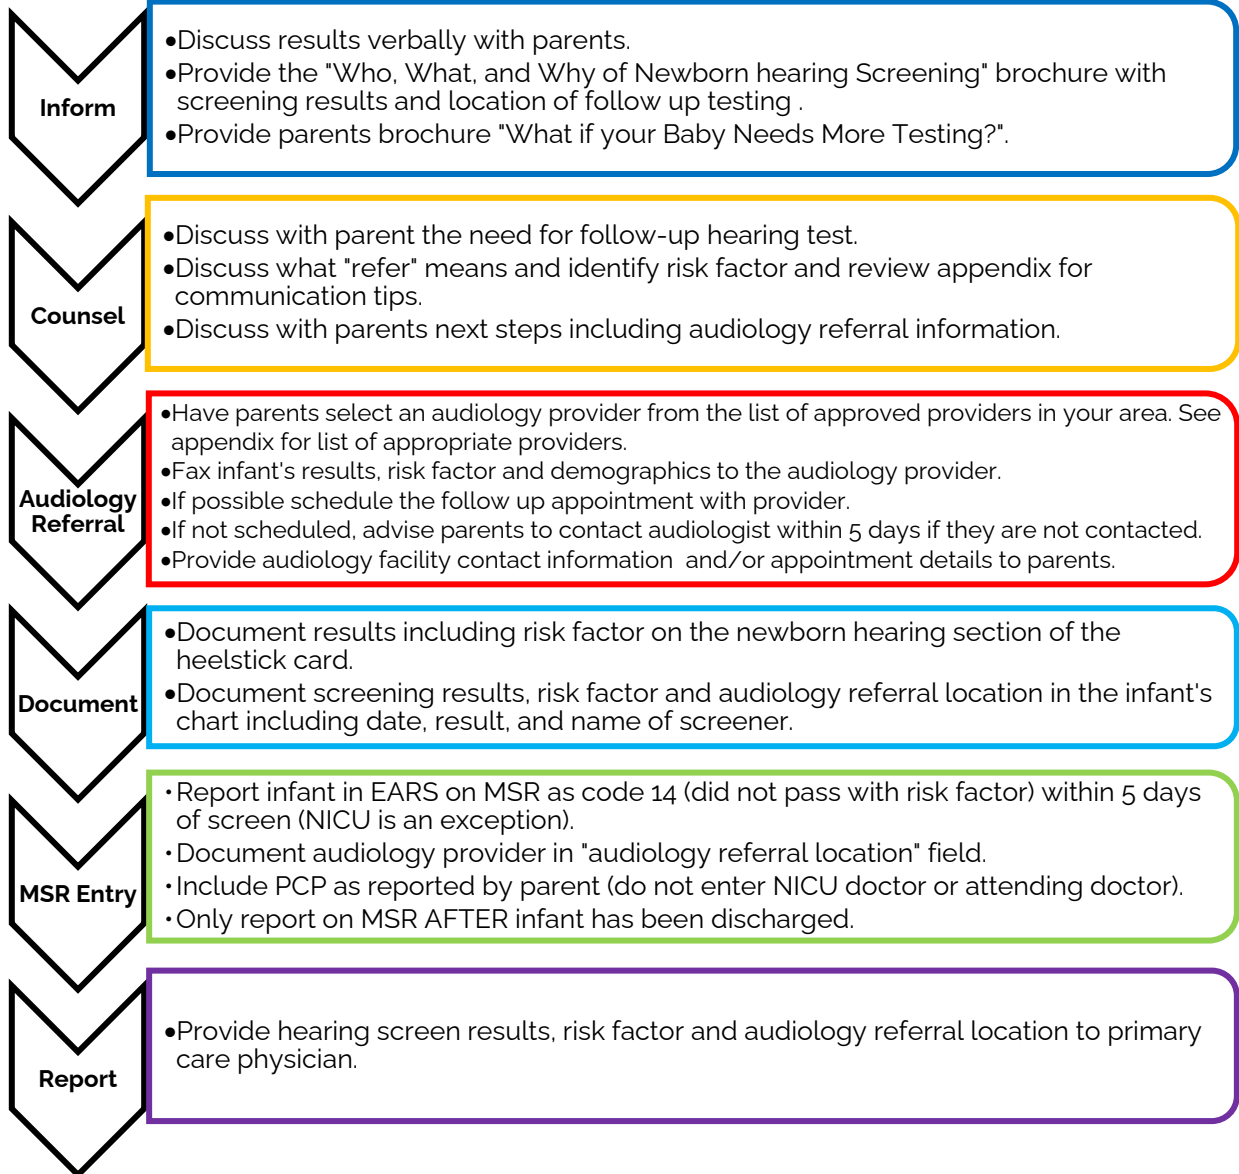 Inform
•Discuss results verbally with parents.
•Provide the "Who, What, and Why of Newborn hearing Screening" brochure with
screening results and location of follow up testing .
•Provide parents brochure "What if your Baby Needs More Testing?".
Counsel
•Discuss with parent the need for follow-up hearing test.
•Discuss what "refer" means and identify risk factor and review appendix for
communication tips.
•Discuss with parents next steps including audiology referral information.
Audiology
Referral
•Have parents select an audiology provider from the list of approved providers in your area. See
appendix for list of appropriate providers.
•Fax infant's results, risk factor and demographics to the audiology provider.
•If possible schedule the follow up appointment with provider.
•If not scheduled, advise parents to contact audiologist within 5 days if they are not contacted.
•Provide audiology facility contact information  and/or appointment details to parents.
Document
•Document results including risk factor on the newborn hearing section of the
heelstick card.
•Document screening results, risk factor and audiology referral location in the infant's
chart including date, result, and name of screener.
MSR Entry
•Report infant in EARS on MSR as code 14 (did not pass with risk factor) within 5 days
of screen (NICU is an exception).
•Document audiology provider in "audiology referral location" field.
•Include PCP as reported by parent (do not enter NICU doctor or attending doctor).
•Only report on MSR AFTER infant has been discharged.
Report
•Provide hearing screen results, risk factor and audiology referral location to primary
care physician.